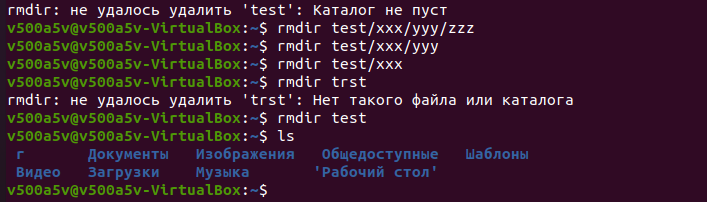 rmdir: не удалось удалить 'test': Каталог не пуст
v500a5v@v500a5v-VirtualBox:~$ rmdir test/xxx/yyy/zzz
v500a5v@v500a5v-VirtualBox:~$ rmdir test/xxx/yyy
v500a5v@v500a5v-VirtualBox:~$ rmdir test/xxx
v500a5v@v500a5v-VirtualBox:~$ rmdir trst
rmdir: не удалось удалить 'trst': Нет такого файла или каталога
v500a5v@v500a5v-VirtualBox:~$ rmdir test
v500a5v@v500a5v-VirtualBox:~$ ls
г Документы Изображения Общедоступные Шаблоны
Видео Загрузки Музыка 'Рабочий стол'
v500a5v@v500a5v-VirtualBox:~$